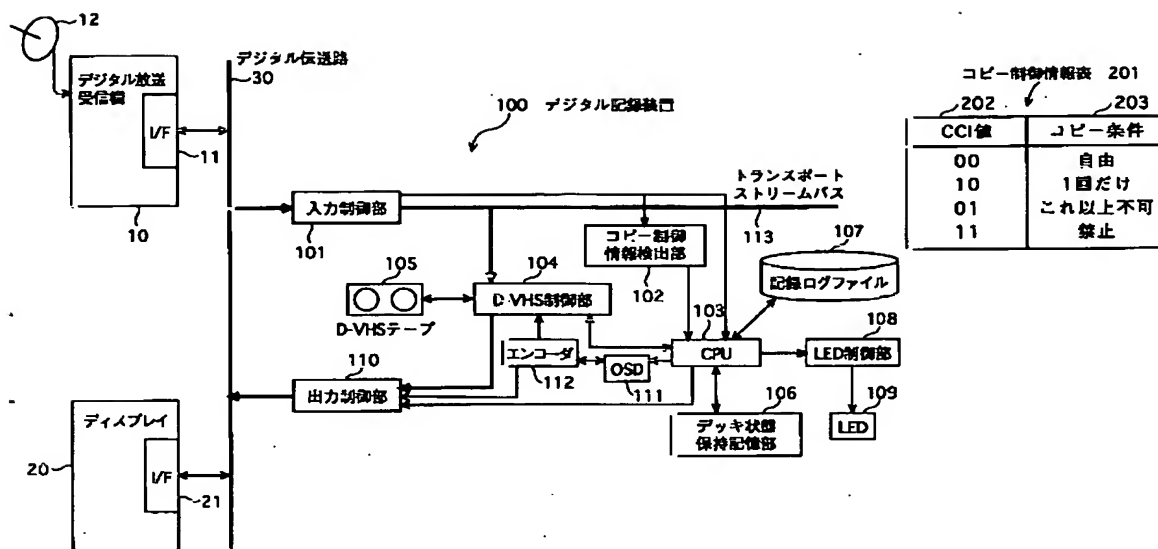 12
デジタル放送
受信機
I/F
11
10
デジタル伝送路
30
100 デジタル記録装置
入力制御部
101
トランスポート
ストリームバス
113
コピー制御
情報検出部
102
105
D-VHSテープ
104
D-VHS制御部
103
CPU
107
記録ログファイル
108
LED制御部
109
LED
エンコーダ
112
OSD
111
110
出力制御部
106
デッキ状態
保持記憶部
ディスプレイ
20
I/F
21
コピー制御情報表 201
202 203
CCI値 コピー条件
00 自由
10 1回だけ
01 これ以上不可
11 禁止